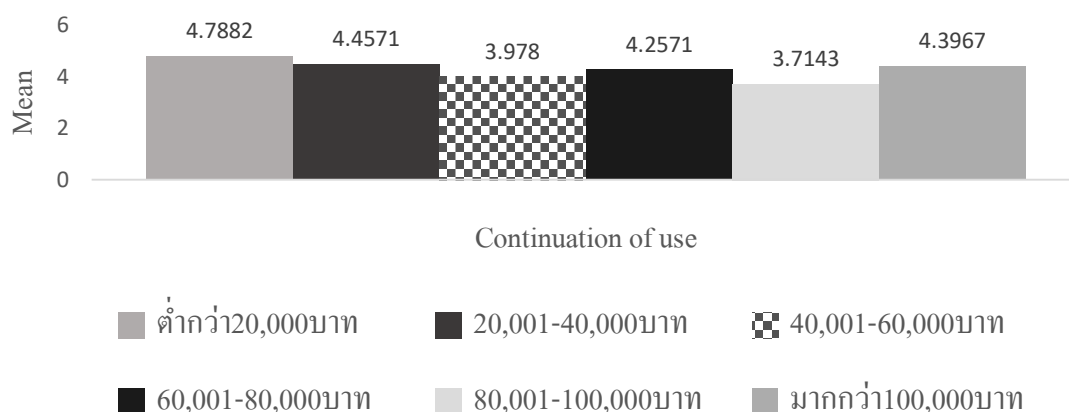 6
4.7882
4.4571
3.978
4.2571
3.7143
4.3967
4
2
0
Mean
Continuation of use
ต่ำกว่า20,000บาท
20,001-40,000บาท
40,001-60,000บาท
60,001-80,000บาท
80,001-100,000บาท
มากกว่า100,000บาท